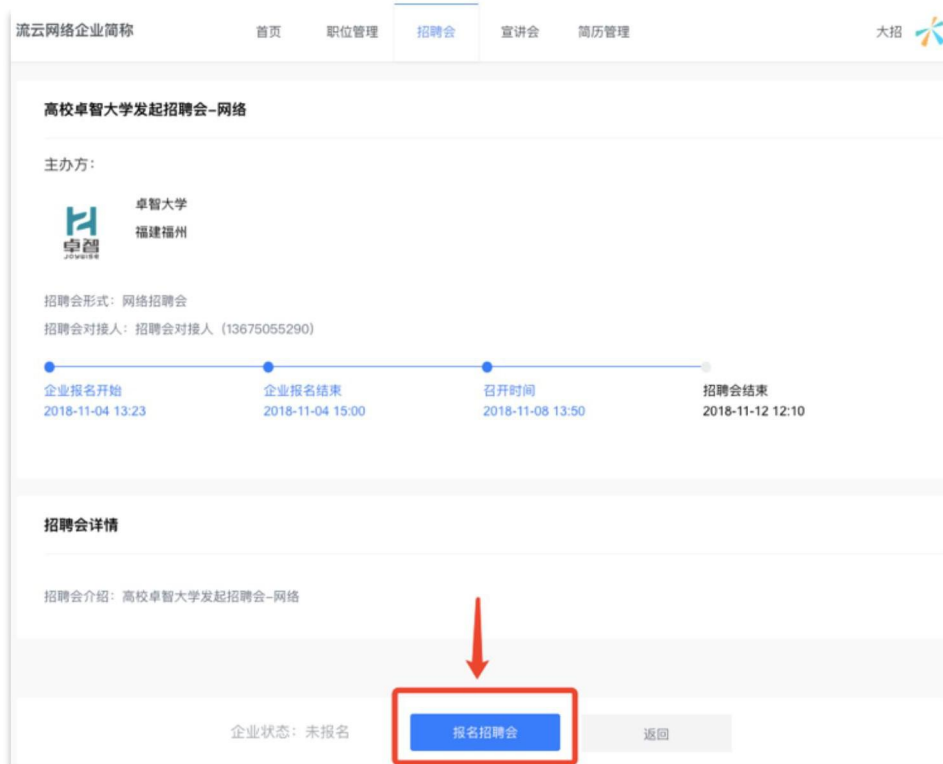 流云网络企业简称 首页 职位管理 招聘会 宣讲会 简历管理 大招
高校卓智大学发起招聘会-网络
主办方：
卓智大学
福建福州
卓智
JOYWISE
招聘会形式：网络招聘会
招聘会对接人：招聘会对接人（13675055290）
企业报名开始 企业报名结束 召开时间 招聘会结束
2018-11-04 13:23 2018-11-04 15:00 2018-11-08 13:50 2018-11-12 12:10
招聘会详情
招聘会介绍：高校卓智大学发起招聘会-网络
企业状态：未报名 报名招聘会 返回